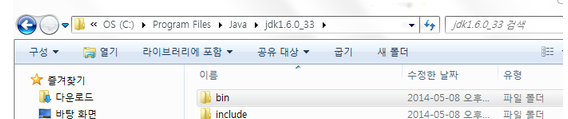 « OS (C:) ▸ Program Files ▸ Java ▸ jdk1.6.0_33 ▸
jdk1.6.0_33 검색
구성 ▼ 열기 라이브러리에 포함 ▼ 공유 대상 ▼ 굽기 새 폴더
즐겨찾기
다운로드
바탕 화면
이름 수정한 날짜 유형
bin 2014-05-08 오후... 파일 폴더
include 2014-05-08 오후... 파일 폴더